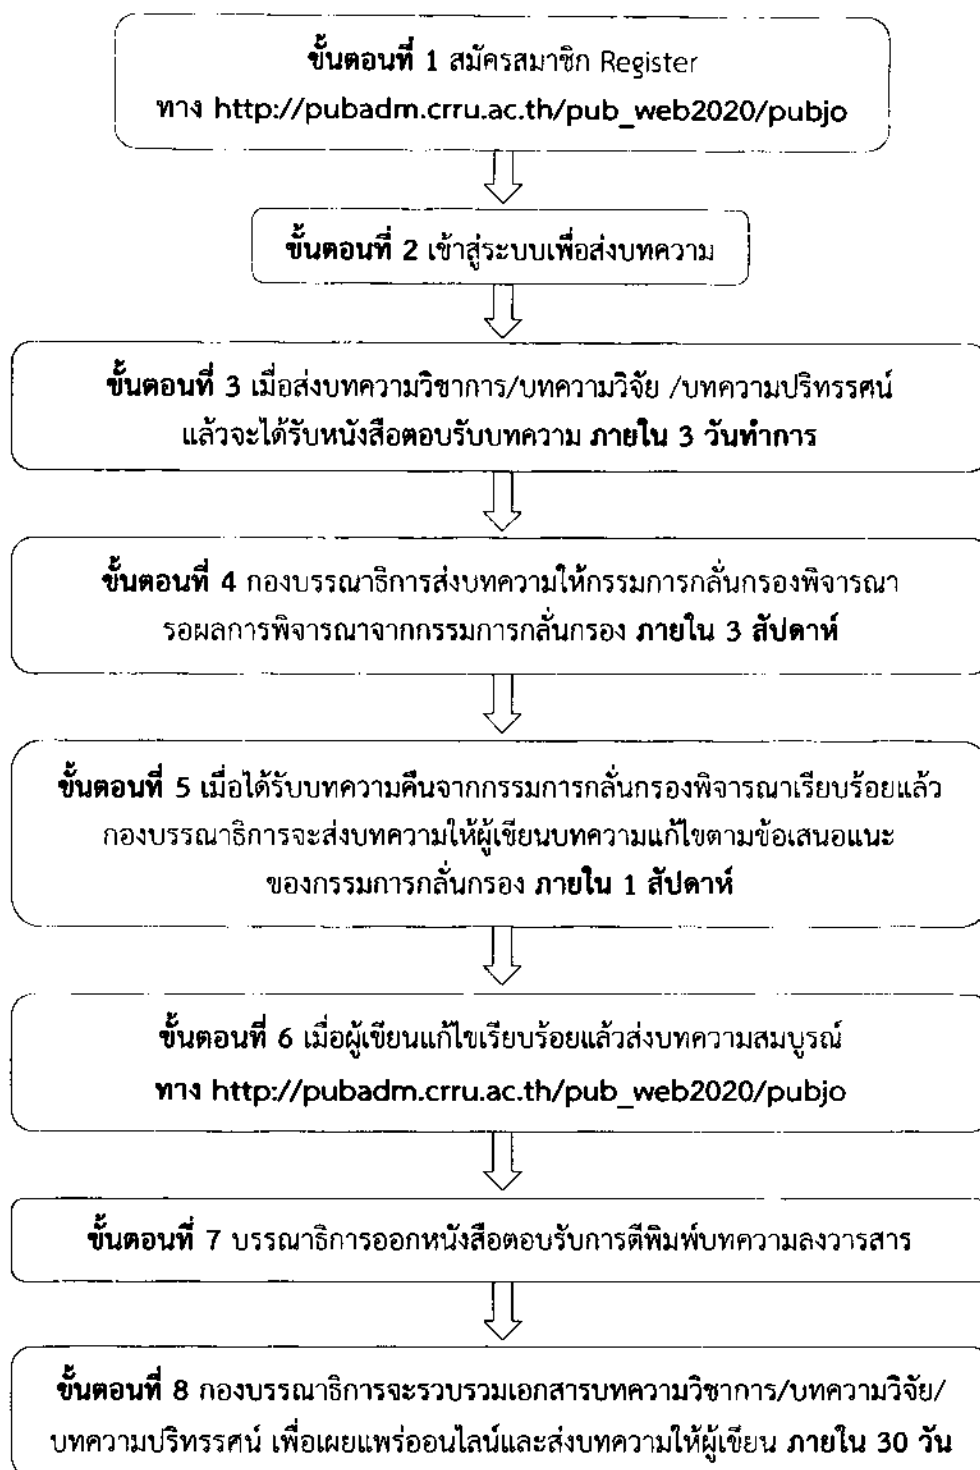 ขั้นตอนที่ 1 สมัครสมาชิก Register
ทาง http://pubadm.crru.ac.th/pub_web2020/pubjo
ขั้นตอนที่ 2 เข้าสู่ระบบเพื่อส่งบทความ
ขั้นตอนที่ 3 เมื่อส่งบทความวิชาการ/บทความวิจัย /บทความปริทรรศน์
แล้วจะได้รับหนังสือตอบรับบทความ ภายใน 3 วันทำการ
ขั้นตอนที่ 4 กองบรรณาธิการส่งบทความให้กรรมการกลั่นกรองพิจารณา
รอผลการพิจารณาจากกรรมการกลั่นกรอง ภายใน 3 สัปดาห์
ขั้นตอนที่ 5 เมื่อได้รับบทความคืนจากกรรมการกลั่นกรองพิจารณาเรียบร้อยแล้ว
กองบรรณาธิการจะส่งบทความให้ผู้เขียนบทความแก้ไขตามข้อเสนอแนะ
ของกรรมการกลั่นกรอง ภายใน 1 สัปดาห์
ขั้นตอนที่ 6 เมื่อผู้เขียนแก้ไขเรียบร้อยแล้วส่งบทความสมบูรณ์
ทาง http://pubadm.crru.ac.th/pub_web2020/pubjo
ขั้นตอนที่ 7 บรรณาธิการออกหนังสือตอบรับการตีพิมพ์บทความลงวารสาร
ขั้นตอนที่ 8 กองบรรณาธิการจะรวบรวมเอกสารบทความวิชาการ/บทความวิจัย/
บทความปริทรรศน์ เพื่อเผยแพร่ออนไลน์และส่งบทความให้ผู้เขียน ภายใน 30 วัน